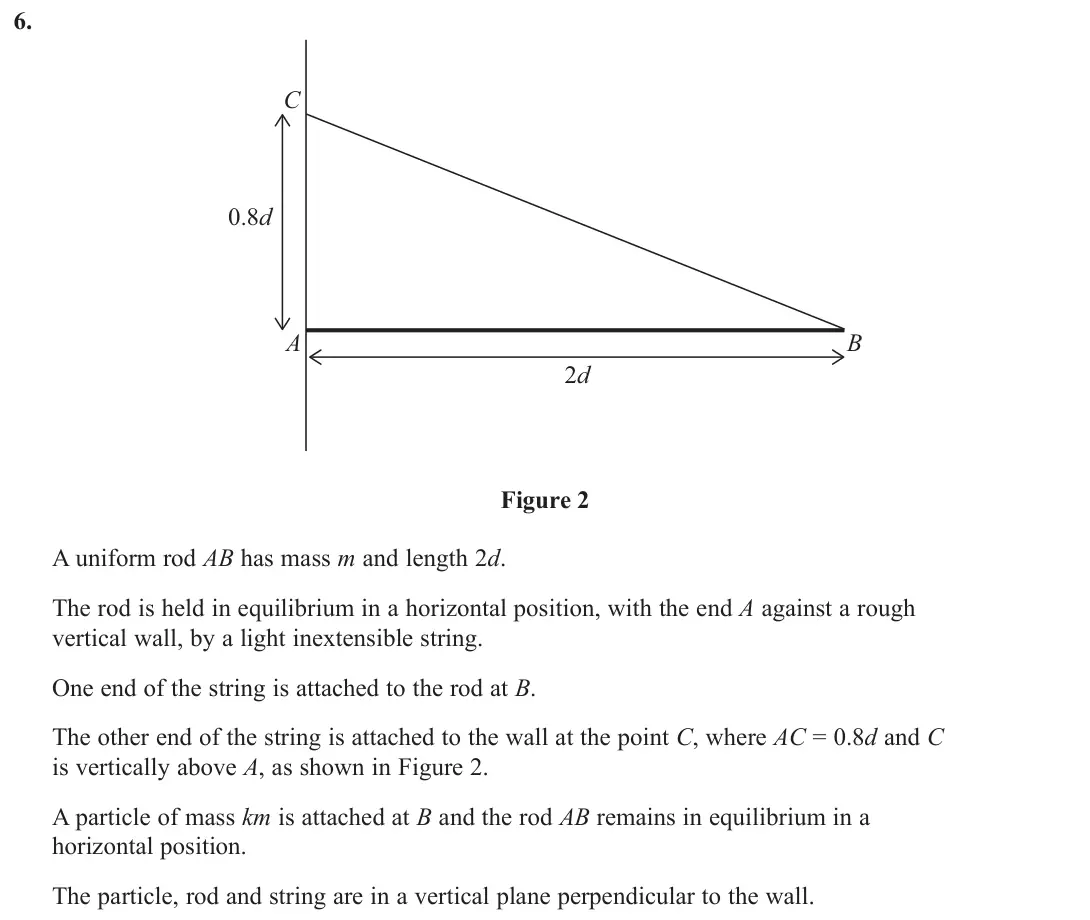 6.
C
0.8d
A
B
2d
Figure 2
A uniform rod AB has mass m and length 2d.
The rod is held in equilibrium in a horizontal position, with the end A against a rough
vertical wall, by a light inextensible string.
One end of the string is attached to the rod at B.
The other end of the string is attached to the wall at the point C, where AC = 0.8d and C
is vertically above A, as shown in Figure 2.
A particle of mass km is attached at B and the rod AB remains in equilibrium in a
horizontal position.
The particle, rod and string are in a vertical plane perpendicular to the wall.